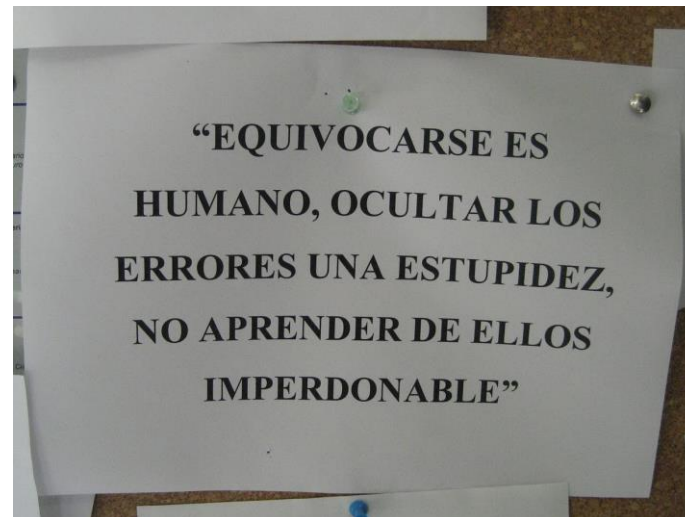 “EQUIVOCARSE ES
HUMANO, OCULTAR LOS
ERRORES UNA ESTUPIDEZ,
NO APRENDER DE ELLOS
IMPERDONABLE”